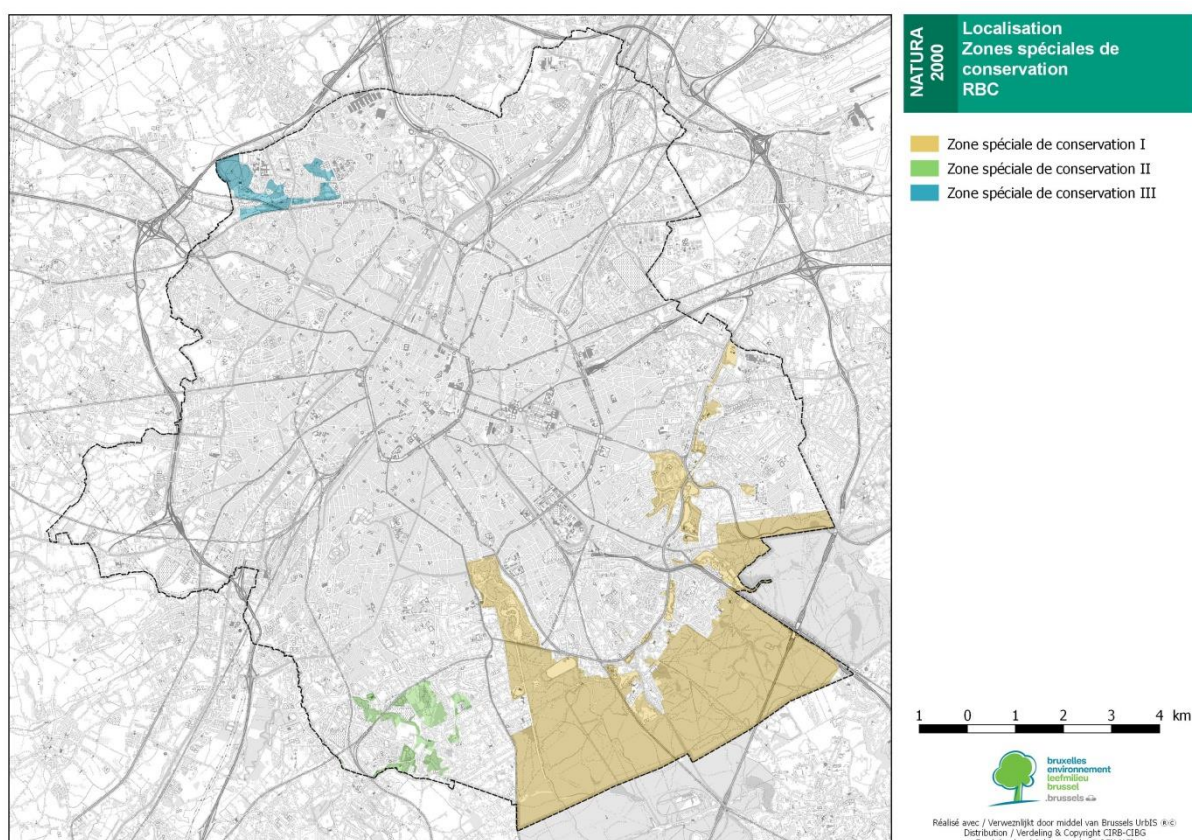 NATURA
2000
Localisation
Zones spéciales de
conservation
RBC
Zone spéciale de conservation I
Zone spéciale de conservation II
Zone spéciale de conservation III
1 0 1 2 3 4 km
bruxelles
environnement
leefmilieu
brussel
.brussels
Réalisé avec / Verweznlijkt door middel van Brussels UrbIS ®©
Distribution / Verdeling & Copyright CIRB-CIBG